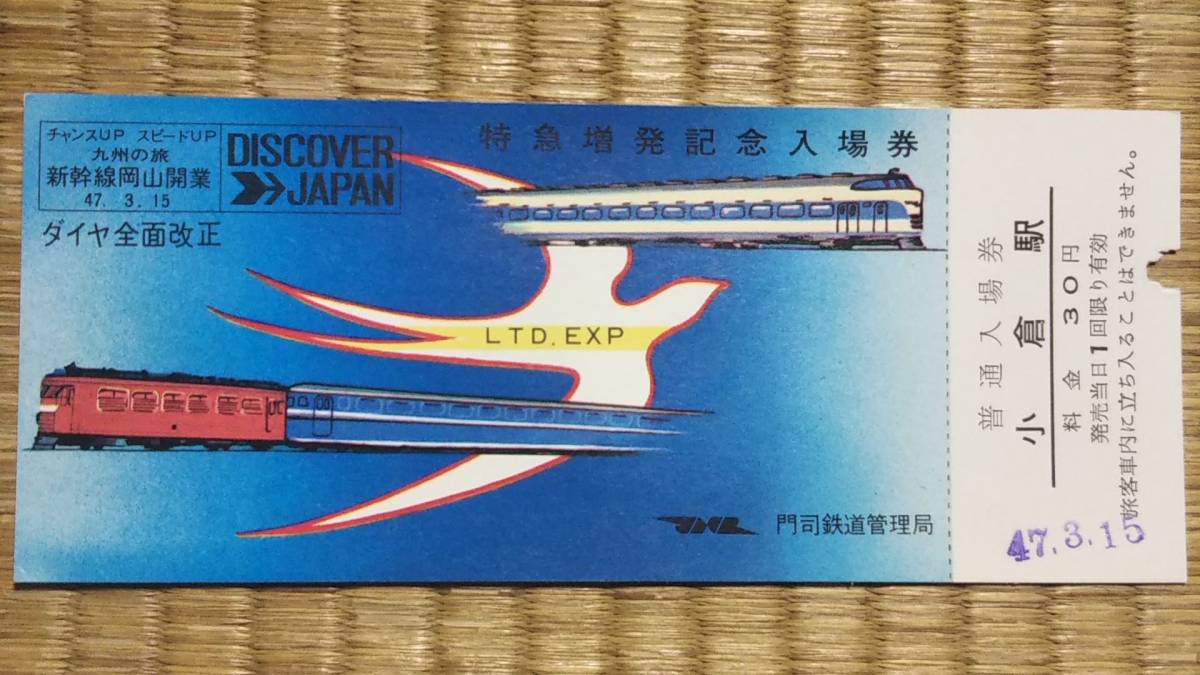 チャンスUP スピードUP
九州の旅
新幹線岡山開業
47. 3. 15
DISCOVER
JAPAN
ダイヤ全面改正
特急増発記念入場券
LTD. EXP
JNR 門司鉄道管理局
普通入場券
小倉駅
料金 30円
発売当日1回限り有効
旅客車内に立ち入ることはできません。
47.3.15